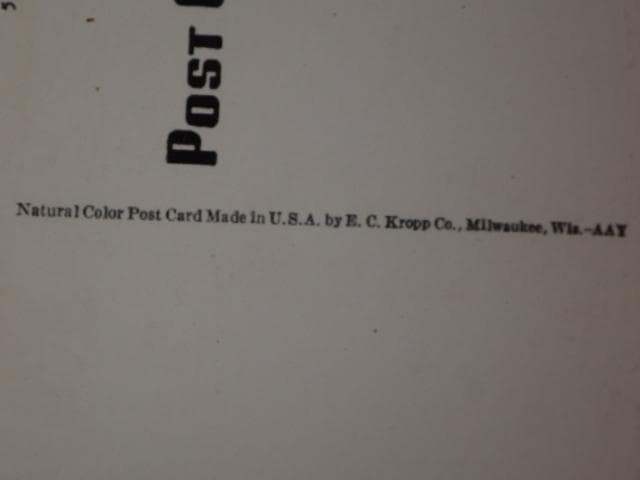 POST
Natural Color Post Card Made in U.S.A. by E. C. Kropp Co., Milwaukee, Wis.-AAY